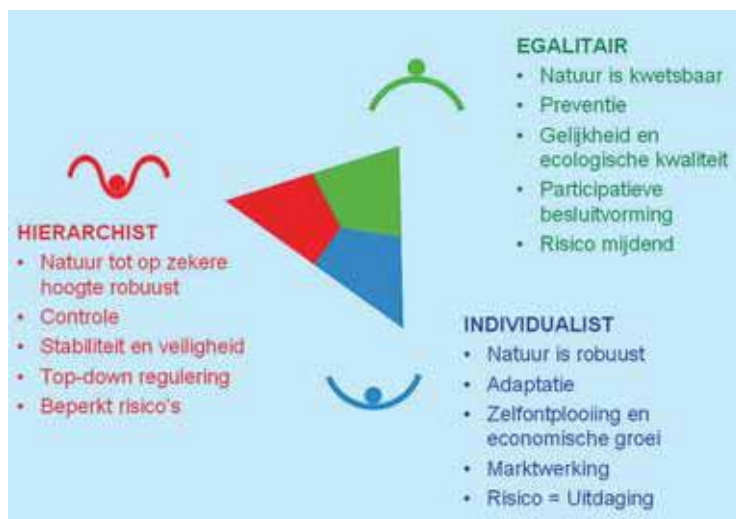 EGALITAIR
• Natuur is kwetsbaar
• Preventie
• Gelijkheid en
ecologische kwaliteit
• Participatieve
besluitvorming
• Risico mijdend
HIERARCHIST
• Natuur tot op zekere
hoogte robuust
• Controle
• Stabiliteit en veiligheid
• Top-down regulering
• Beperkt risico's
INDIVIDUALIST
• Natuur is robuust
• Adaptatie
• Zelfontplooiing en
economische groei
• Marktwerking
• Risico = Uitdaging